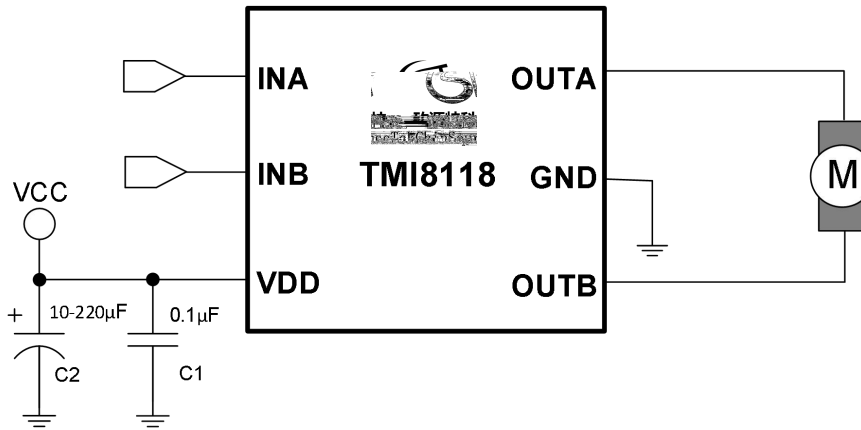 INA
OUTA
TMI8118
INB
GND
M
VCC
VDD
OUTB
+
10-220µF
0.1µF
C2
C1